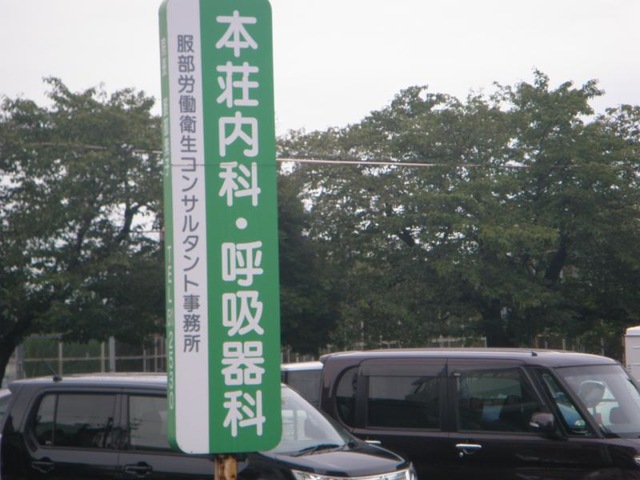 本荘内科・呼吸器科
服部労働衛生コンサルタント事務所